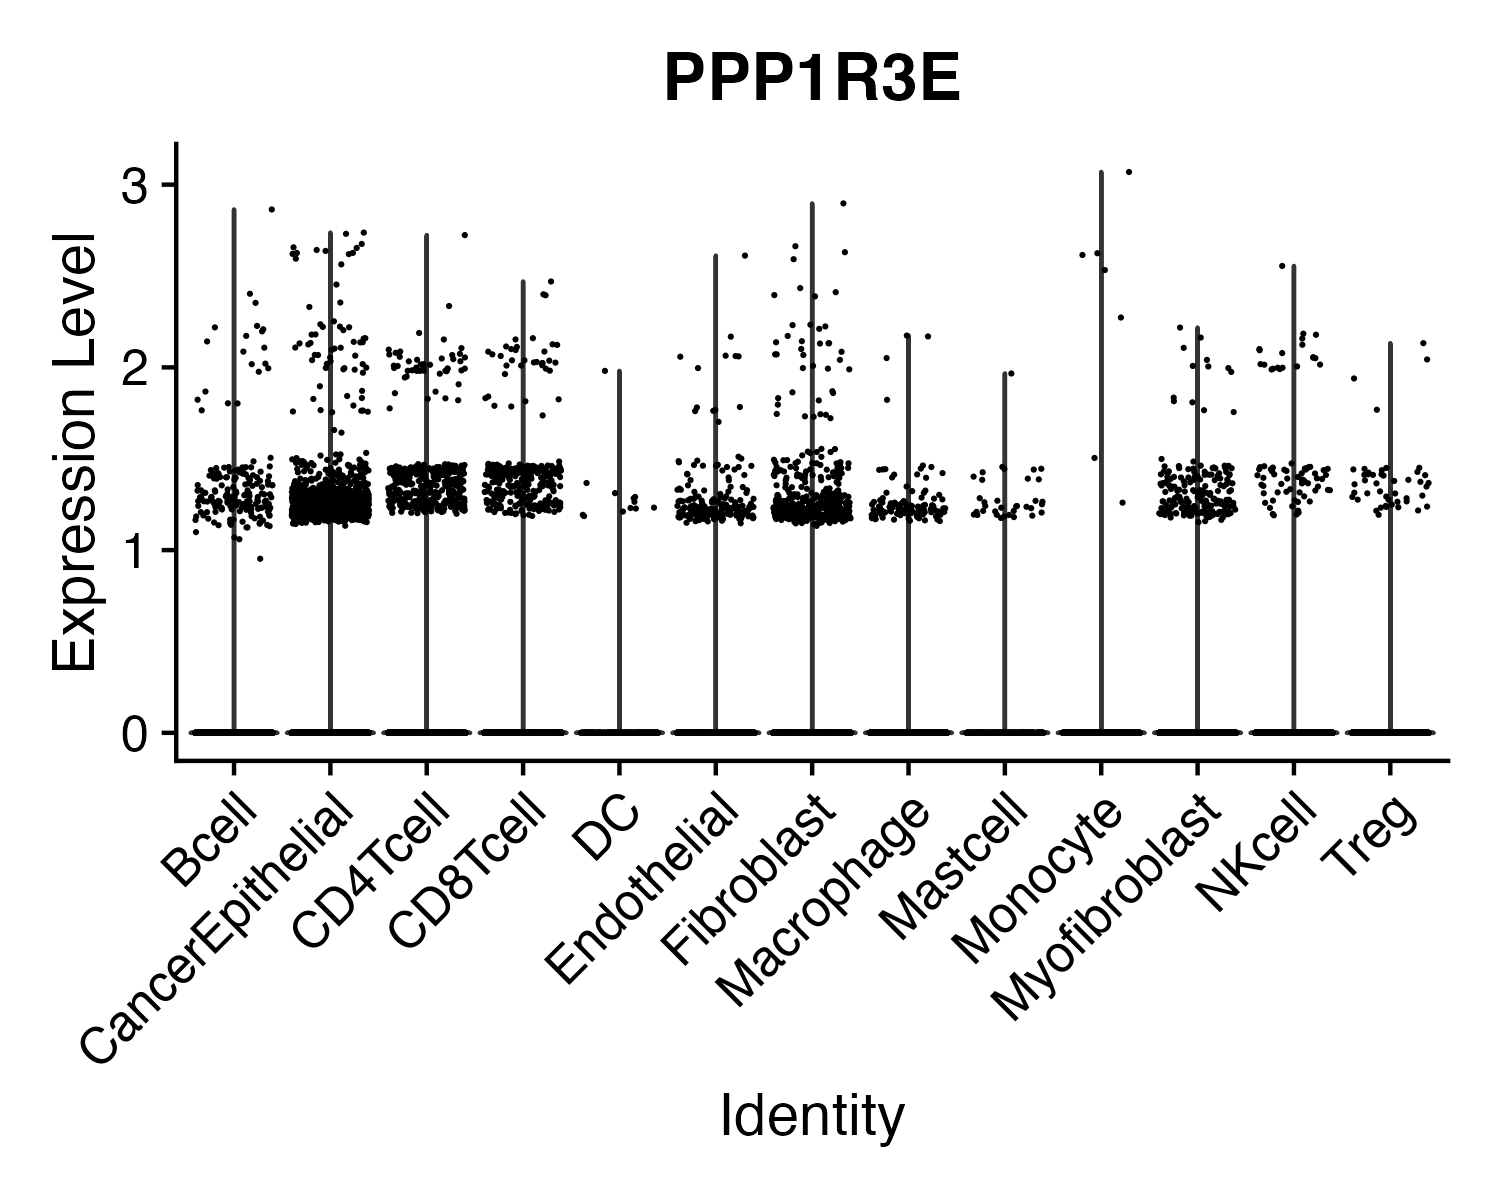 PPP1R3E
Expression Level
3
2
1
0
Bcell
CancerEpithelial
CD4Tcell
CD8Tcell
DC
Endothelial
Fibroblast
Macrophage
Mastcell
Monocyte
Myofibroblast
NKcell
Treg
Identity